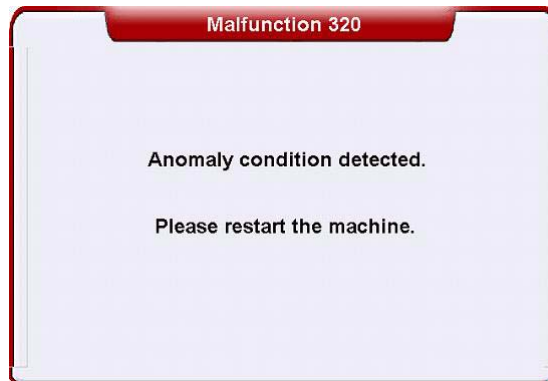 Malfunction 320
Anomaly condition detected.
Please restart the machine.